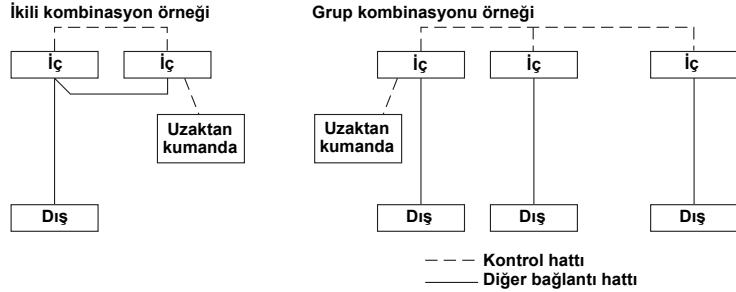 İkili kombinasyon örneği
İç
İç
Uzaktan
kumanda
Dış
Grup kombinasyonu örneği
İç
İç
İç
Uzaktan
kumanda
Dış
Dış
Dış
Kontrol hattı
Diğer bağlantı hattı